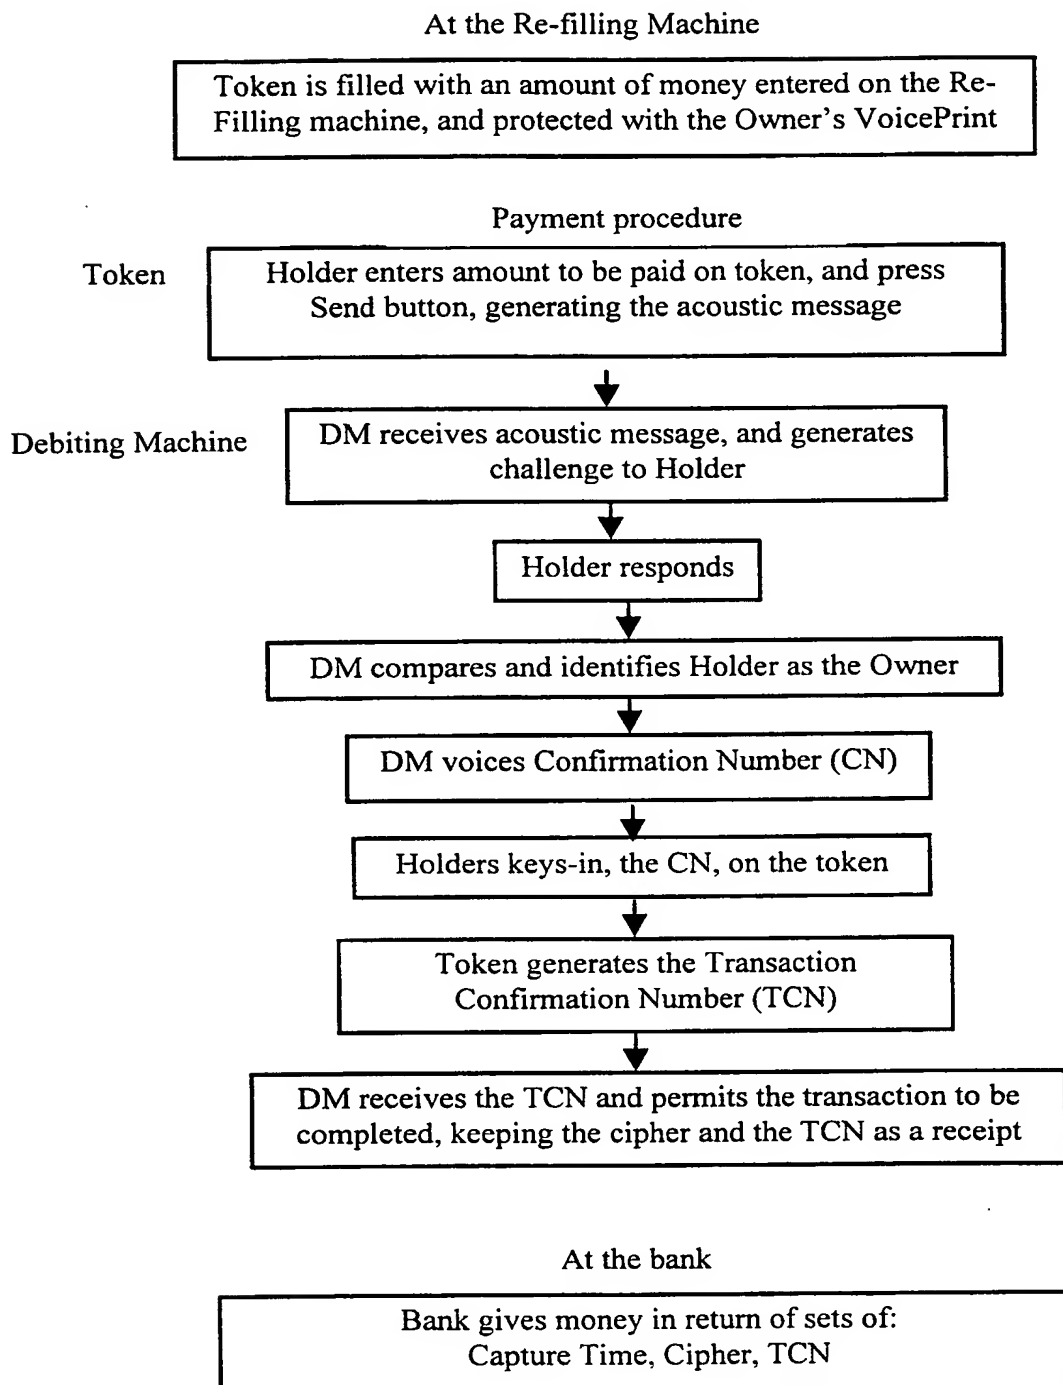 At the Re-filling Machine
Token is filled with an amount of money entered on the Re-
Filling machine, and protected with the Owner's VoicePrint
Payment procedure
Token
Holder enters amount to be paid on token, and press
Send button, generating the acoustic message
Debiting Machine
DM receives acoustic message, and generates
challenge to Holder
Holder responds
DM compares and identifies Holder as the Owner
DM voices Confirmation Number (CN)
Holders keys-in, the CN, on the token
Token generates the Transaction
Confirmation Number (TCN)
DM receives the TCN and permits the transaction to be
completed, keeping the cipher and the TCN as a receipt
At the bank
Bank gives money in return of sets of:
Capture Time, Cipher, TCN